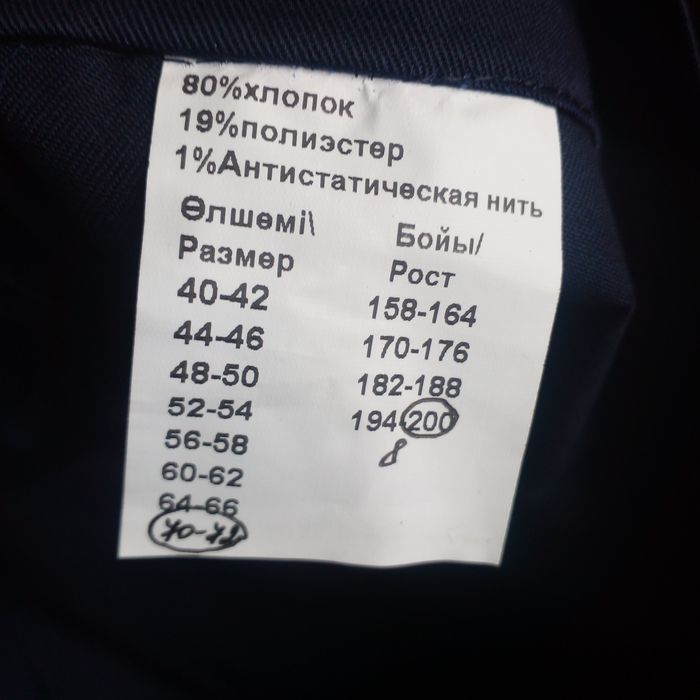 80%хлопок
19%полиэстер
1%Антистатическая нить
Өлшемі\ Бойы/
Размер Рост
40-42 158-164
44-46 170-176
48-50 182-188
52-54 194-200
56-58 8
60-62
64-66
70-72